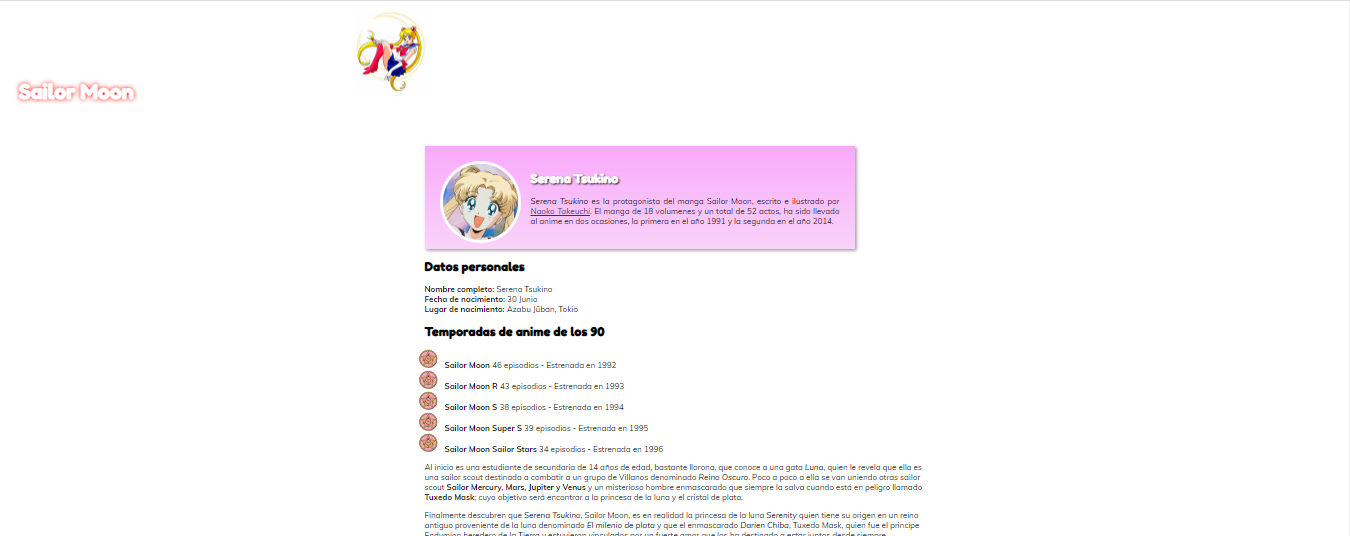 Sailor Moon
Serena Tsukino
Serena Tsukino es la protagonista del manga Sailor Moon, escrito e ilustrado por
Naoko Takeuchi. El manga de 18 volumenes y un total de 52 actos, ha sido llevado
al anime en dos ocasiones, la primera en el año 1991 y la segunda en el año 2014.
Datos personales
Nombre completo: Serena Tsukino
Fecha de nacimiento: 30 Junio
Lugar de nacimiento: Azabu Jūban, Tokio
Temporadas de anime de los 90
Sailor Moon 46 episodios - Estrenada en 1992
Sailor Moon R 43 episodios - Estrenada en 1993
Sailor Moon S 38 episodios - Estrenada en 1994
Sailor Moon Super S 39 episodios - Estrenada en 1995
Sailor Moon Sailor Stars 34 episodios - Estrenada en 1996
Al inicio es una estudiante de secundaria de 14 años de edad, bastante llorona, que conoce a una gata Luna, quien le revela que ella es
una sailor scout destinada a combatir a un grupo de Villanos denominado Reino Oscuro. Poco a poco ella se van uniendo otras sailor
scout Sailor Mercury, Mars, Jupiter y Venus y un misterioso hombre enmascarado que siempre la salva cuando está en peligro llamado
Tuxedo Mask; cuyo objetivo será encontrar a la princesa de la luna y el cristal de plata.
Finalmente descubren que Serena Tsukino, Sailor Moon, es en realidad la princesa de la luna Serenity quien tiene su origen en un reino
antiguo proveniente de la luna denominado El milenio de plata y que el enmascarado Darien Chiba, Tuxedo Mask, quien fue el principe
Endymion heredero de la Tierra y estuvieron vinculados por un fuerte amor que los ha destinado a estar juntos desde siempre.